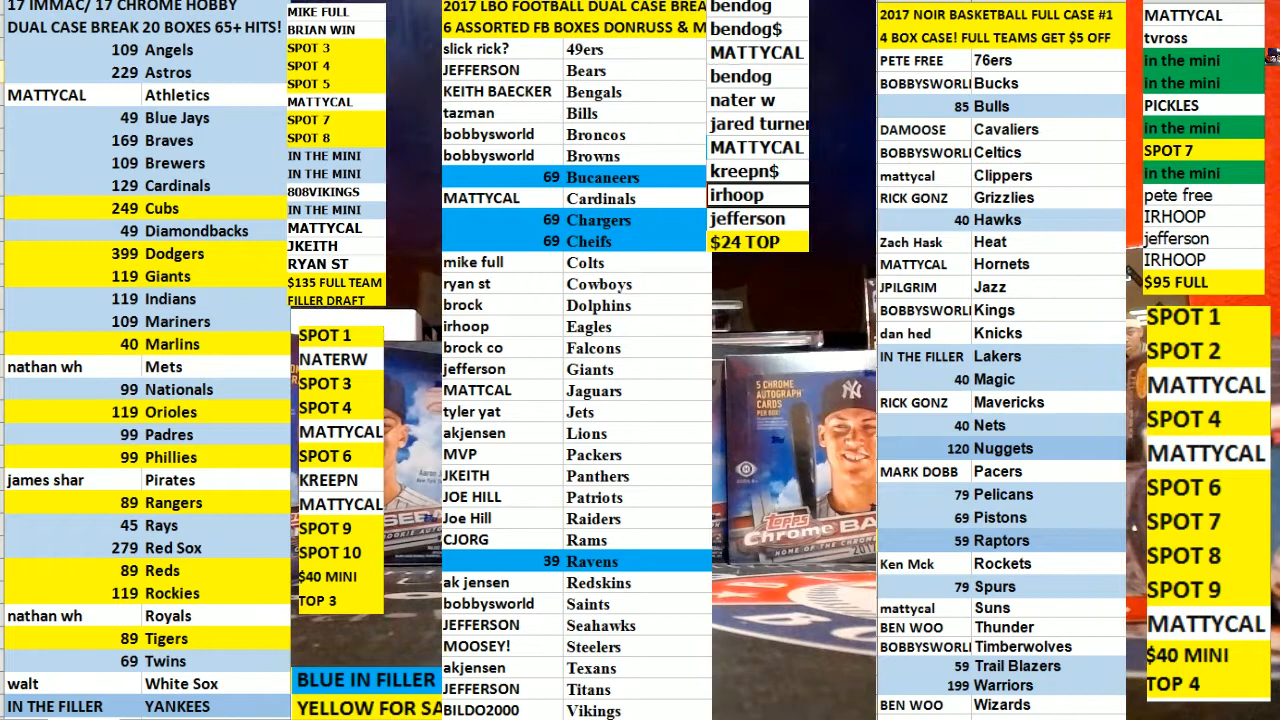 17 IMMAC/ 17 CHROME HOBBY
DUAL CASE BREAK 20 BOXES 65+ HITS!
109 Angels
229 Astros
MATTYCAL Athletics
49 Blue Jays
169 Braves
109 Brewers
129 Cardinals
249 Cubs
49 Diamondbacks
399 Dodgers
119 Giants
119 Indians
109 Mariners
40 Marlins
nathan wh Mets
99 Nationals
119 Orioles
99 Padres
99 Phillies
james shar Pirates
89 Rangers
45 Rays
279 Red Sox
89 Reds
119 Rockies
nathan wh Royals
89 Tigers
69 Twins
walt White Sox
IN THE FILLER YANKEES
MIKE FULL
BRIAN WIN
SPOT 3
SPOT 4
SPOT 5
MATTYCAL
SPOT 7
SPOT 8
IN THE MINI
IN THE MINI
808VIKINGS
IN THE MINI
MATTYCAL
JKEITH
RYAN ST
$135 FULL TEAM
FILLER DRAFT
SPOT 1
NATERW
SPOT 3
SPOT 4
MATTYCAL
SPOT 6
KREEPN
MATTYCAL
SPOT 9
SPOT 10
$40 MINI
TOP 3
BLUE IN FILLER
YELLOW FOR SA
2017 LBO FOOTBALL DUAL CASE BREA
6 ASSORTED FB BOXES DONRUSS & M
slick rick? 49ers
JEFFERSON Bears
KEITH BAECKER Bengals
tazman Bills
bobbysworld Broncos
bobbysworld Browns
69 Bucaneers
MATTYCAL Cardinals
69 Chargers
69 Cheifs
mike full Colts
ryan st Cowboys
brock Dolphins
irhoop Eagles
brock co Falcons
jefferson Giants
MATTCAL Jaguars
tyler yat Jets
akjensen Lions
MVP Packers
JKEITH Panthers
JOE HILL Patriots
Joe Hill Raiders
CJORG Rams
39 Ravens
ak jensen Redskins
bobbysworld Saints
JEFFERSON Seahawks
MOOSEY! Steelers
akjensen Texans
JEFFERSON Titans
BILDO2000 Vikings
bendog
bendog$
MATTYCAL
bendog
nater w
jared turner
MATTYCAL
kreepn$
irhoop
jefferson
$24 TOP
5 CHROME
AUTOGRAPH
CARDS
PER BOX!
Topps
Chrome BA
HOME OF THE CHROME
2017
2017 NOIR BASKETBALL FULL CASE #1
4 BOX CASE! FULL TEAMS GET $5 OFF
PETE FREE 76ers
BOBBYSWORL Bucks
85 Bulls
DAMOOSE Cavaliers
BOBBYSWORL Celtics
mattycal Clippers
RICK GONZ Grizzlies
40 Hawks
Zach Hask Heat
MATTYCAL Hornets
JPILGRIM Jazz
BOBBYSWORL Kings
dan hed Knicks
IN THE FILLER Lakers
40 Magic
RICK GONZ Mavericks
40 Nets
120 Nuggets
MARK DOBB Pacers
79 Pelicans
69 Pistons
59 Raptors
Ken Mck Rockets
79 Spurs
mattycal Suns
BEN WOO Thunder
BOBBYSWORL Timberwolves
59 Trail Blazers
199 Warriors
BEN WOO Wizards
MATTYCAL
tvross
in the mini
in the mini
PICKLES
in the mini
SPOT 7
in the mini
pete free
IRHOOP
jefferson
IRHOOP
$95 FULL
SPOT 1
SPOT 2
MATTYCAL
SPOT 4
MATTYCAL
SPOT 6
SPOT 7
SPOT 8
SPOT 9
MATTYCAL
$40 MINI
TOP 4